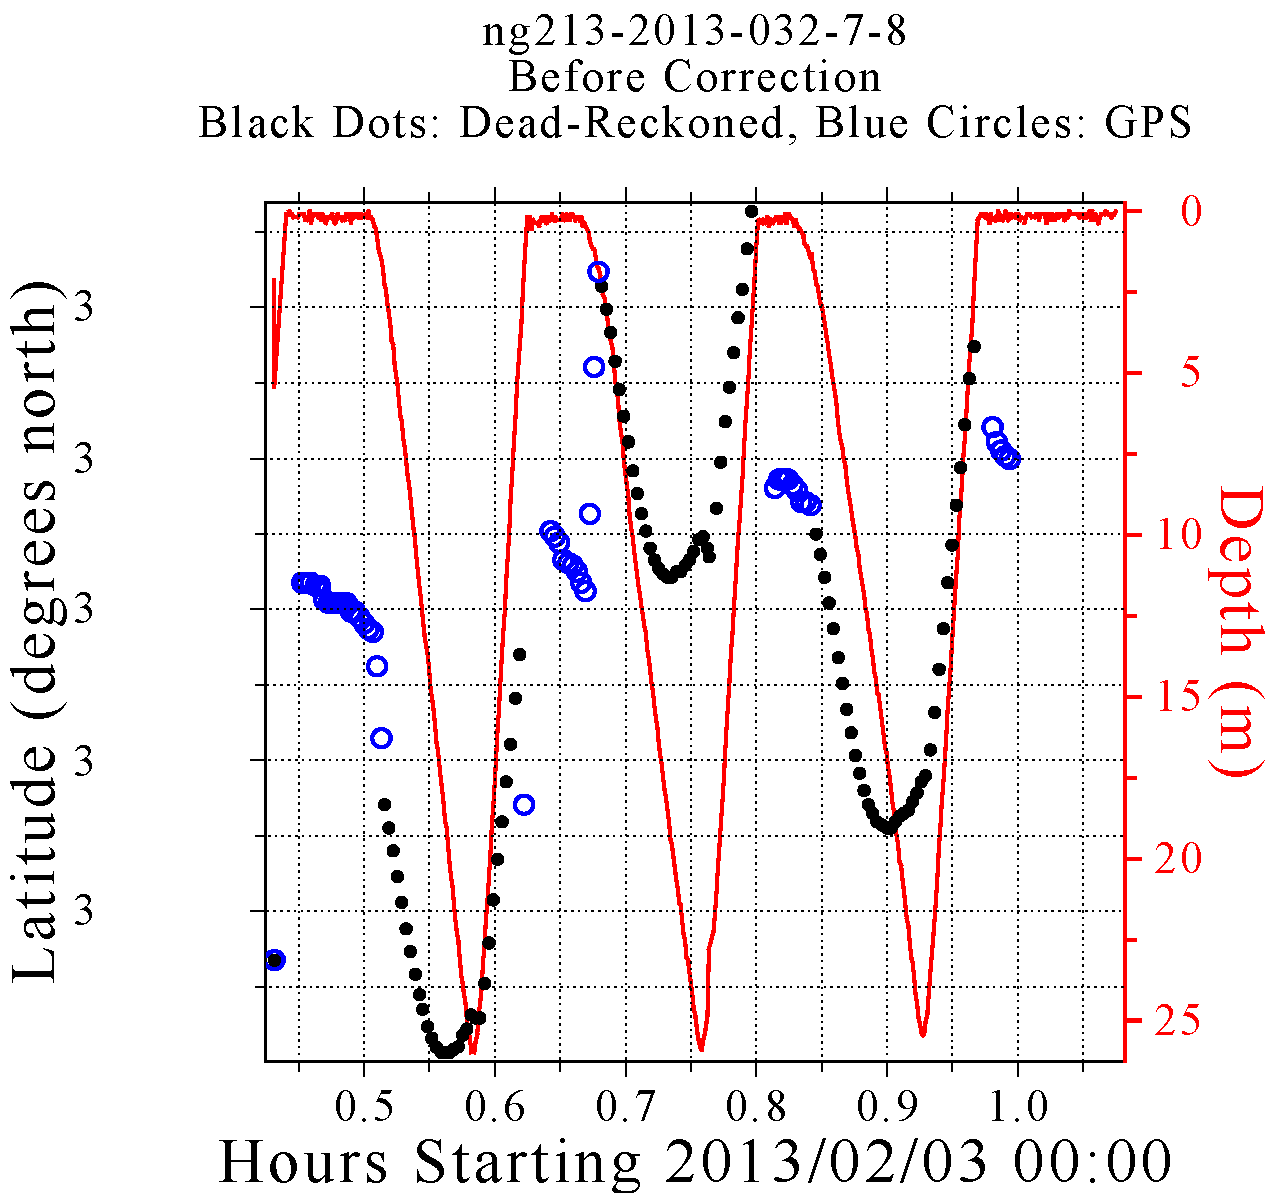 ng213-2013-032-7-8
Before Correction
Black Dots: Dead-Reckoned, Blue Circles: GPS
Latitude (degrees north)
3
3
3
3
3
0
5
10
15
20
25
Depth (m)
0.5 0.6 0.7 0.8 0.9 1.0
Hours Starting 2013/02/03 00:00